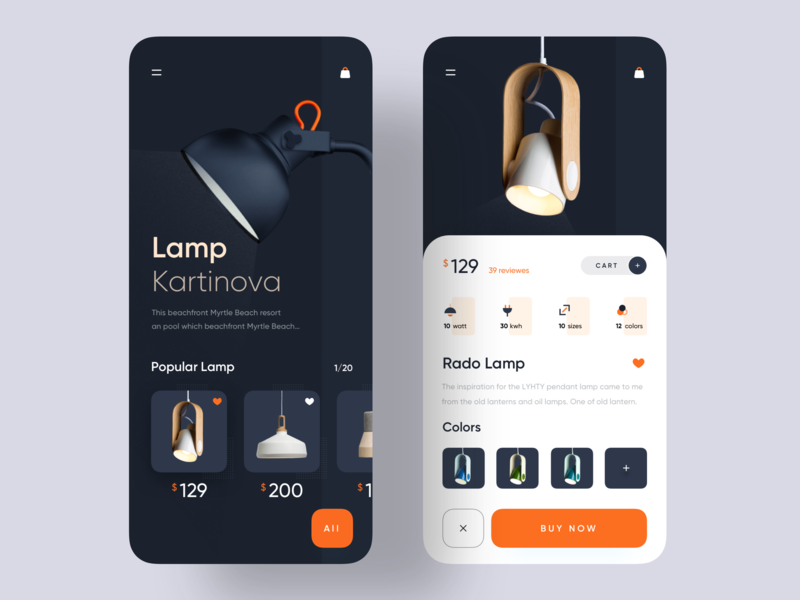 Lamp
Kartinova
This beachfront Myrtle Beach resort
an pool which beachfront Myrtle Beach...
Popular Lamp
1/20
$129
$200
$1
All
$129
39 reviewes
CART +
10 watt
30 kwh
10 sizes
12 colors
Rado Lamp
The inspiration for the LYHTY pendant lamp came to me
from the old lanterns and oil lamps. One of old lantern.
Colors
+
× BUY NOW